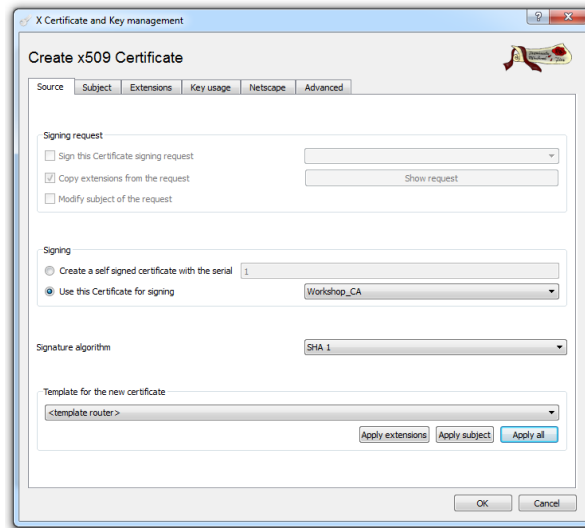 X Certificate and Key management
Create x509 Certificate
Source Subject Extensions Key usage Netscape Advanced
Signing request
Sign this Certificate signing request
Copy extensions from the request Show request
Modify subject of the request
Signing
Create a self signed certificate with the serial 1
Use this Certificate for signing Workshop_CA
Signature algorithm SHA 1
Template for the new certificate
<template router>
Apply extensions Apply subject Apply all
OK Cancel